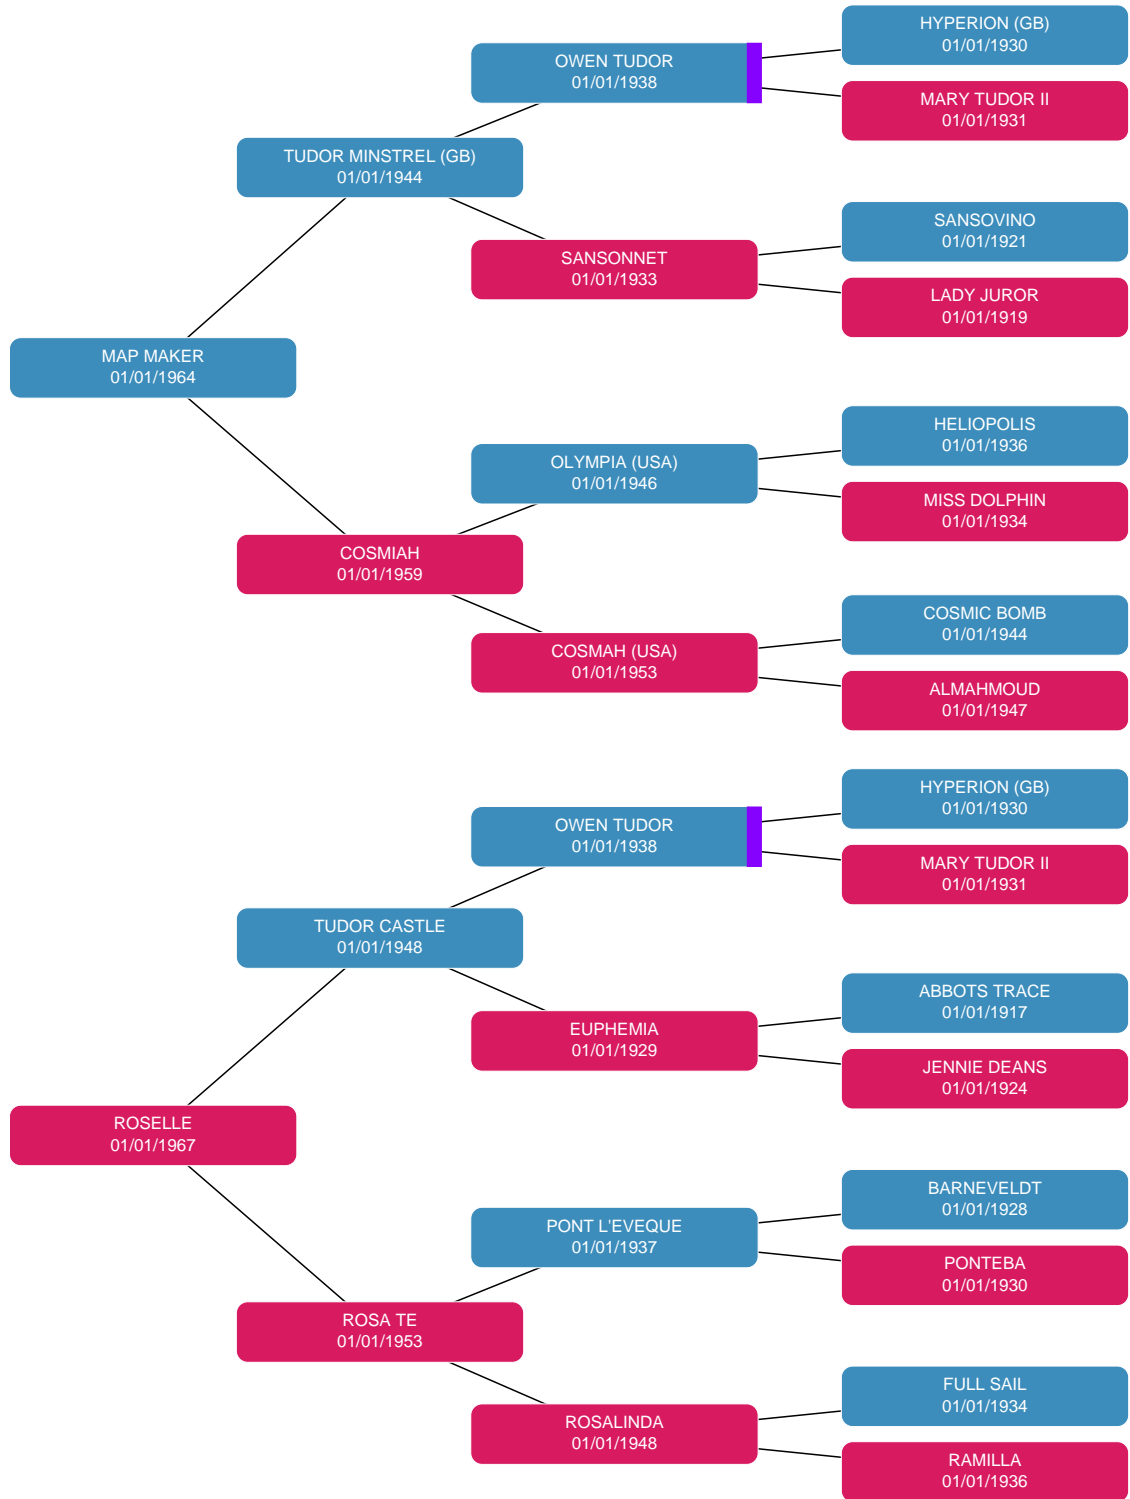 HYPERION (GB)
01/01/1930
OWEN TUDOR
01/01/1938
MARY TUDOR II
01/01/1931
TUDOR MINSTREL (GB)
01/01/1944
SANSOVINO
01/01/1921
SANSONNET
01/01/1933
LADY JUROR
01/01/1919
MAP MAKER
01/01/1964
HELIOPOLIS
01/01/1936
OLYMPIA (USA)
01/01/1946
MISS DOLPHIN
01/01/1934
COSMIAH
01/01/1959
COSMIC BOMB
01/01/1944
COSMAH (USA)
01/01/1953
ALMAHMOUD
01/01/1947
HYPERION (GB)
01/01/1930
OWEN TUDOR
01/01/1938
MARY TUDOR II
01/01/1931
TUDOR CASTLE
01/01/1948
ABBOTS TRACE
01/01/1917
EUPHEMIA
01/01/1929
JENNIE DEANS
01/01/1924
ROSELLE
01/01/1967
BARNEVELDT
01/01/1928
PONT L'EVEQUE
01/01/1937
PONTEBA
01/01/1930
ROSA TE
01/01/1953
FULL SAIL
01/01/1934
ROSALINDA
01/01/1948
RAMILLA
01/01/1936